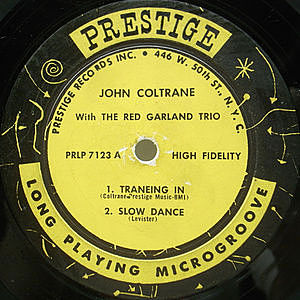 PRESTIGE
PRESTIGE RECORDS INC. • 446 W. 50th ST., N.Y.C.
JOHN COLTRANE
With THE RED GARLAND TRIO
PRLP 7123 A HIGH FIDELITY
1. TRANEING IN
(Coltrane-Prestige Music-BMI)
2. SLOW DANCE
(Levister)
LONG PLAYING MICROGROOVE